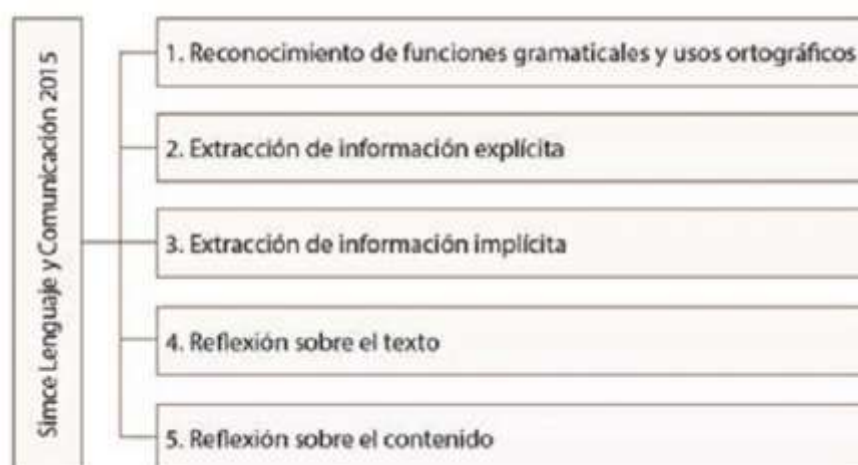 Simce Lenguaje y Comunicación 2015
1. Reconocimiento de funciones gramaticales y usos ortográficos
2. Extracción de información explícita
3. Extracción de información implícita
4. Reflexión sobre el texto
5. Reflexión sobre el contenido